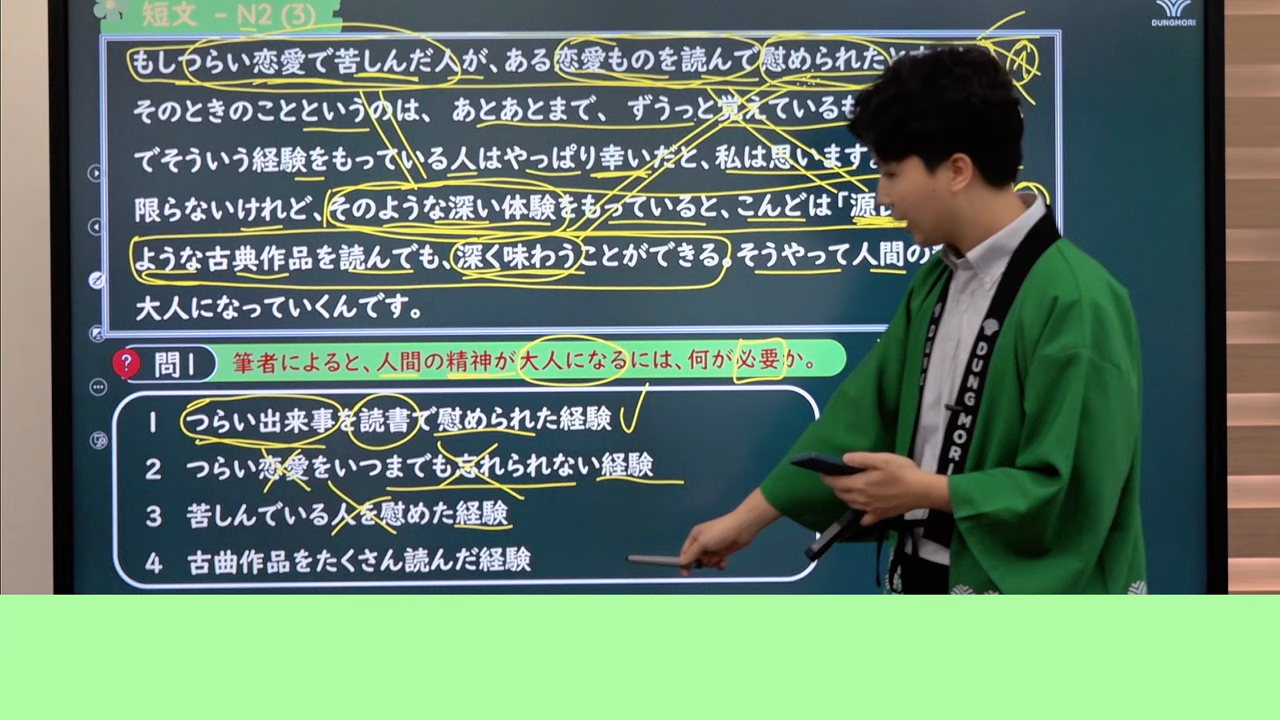 短文 - N2 (3)
DUNGMORI
もしつらい恋愛で苦しんだ人が、ある恋愛ものを読んで慰められたと
そのときのことというのは、あとあとまで、ずうっと覚えているも
でそういう経験をもっている人はやっぱり幸いだと、私は思います。
限らないけれど、そのような深い体験をもっていると、こんどは「源
ような古典作品を読んでも、深く味わうことができる。そうやって人間の
大人になっていくんです。
? 問1 筆者によると、人間の精神が大人になるには、何が必要か。
1 つらい出来事を読書で慰められた経験
2 つらい恋愛をいつまでも忘れられない経験
3 苦しんでいる人を慰めた経験
4 古曲作品をたくさん読んだ経験
DUNGMORI